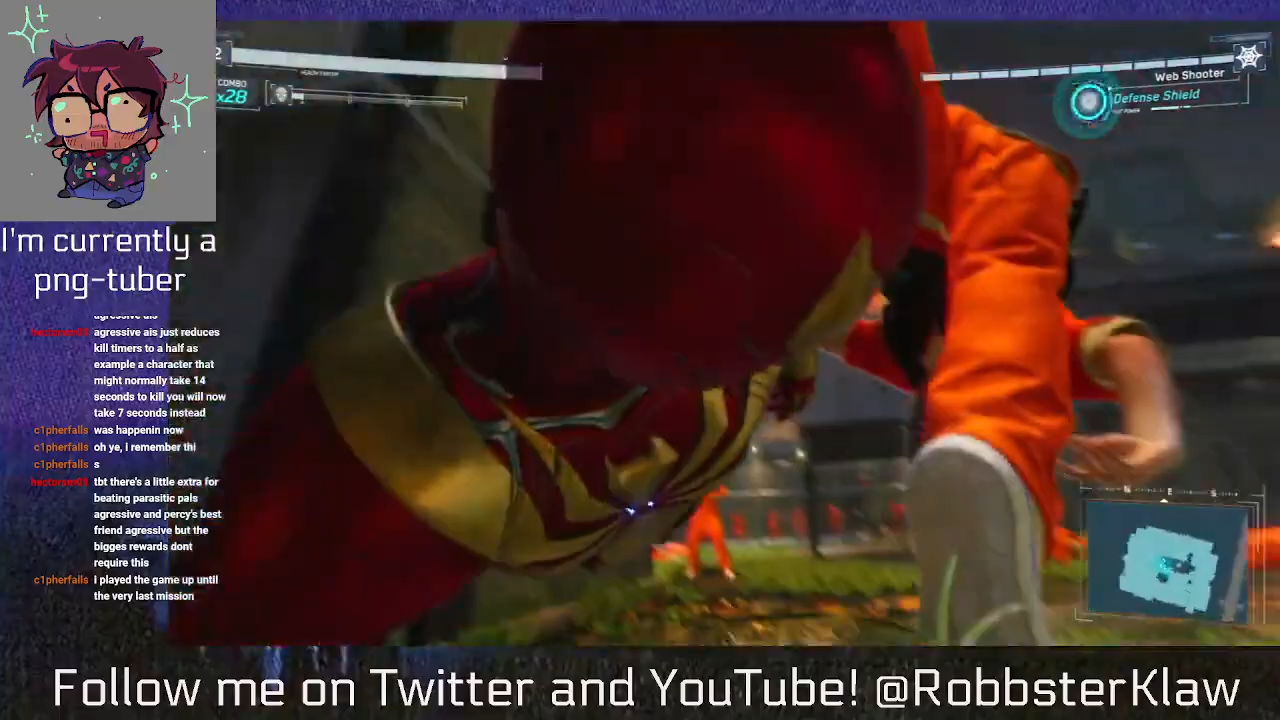 2
COMBO
x28
Web Shooter
Defense Shield
I'm currently a
png-tuber
agressive ais
agressive ais just reduces
kill timers to a half as
example a character that
might normally take 14
seconds to kill you will now
take 7 seconds instead
c1pherfalls was happenin now
c1pherfalls oh ye, i remember thi
c1pherfalls s
tbt there's a little extra for
beating parasitic pals
agressive and percy's best
friend agressive but the
bigges rewards dont
require this
c1pherfalls i played the game up until
the very last mission
E
S
Follow me on Twitter and YouTube! @RobbsterKlaw